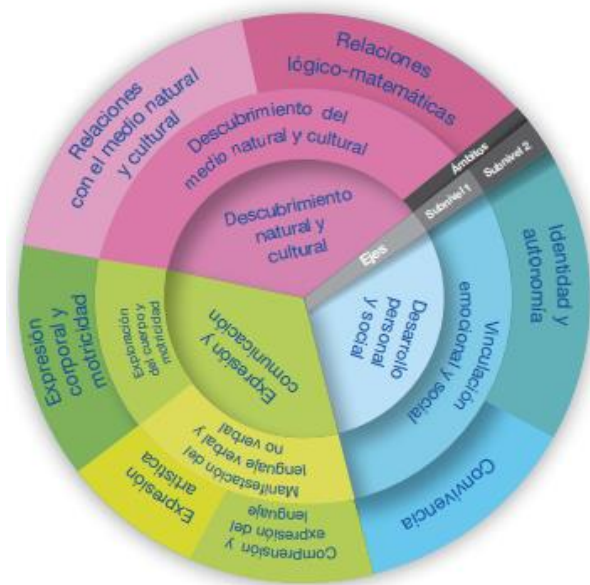 Relaciones
lógico-matemáticas
Relaciones
con el medio natural
y cultural
Descubrimiento del
medio natural y cultural
Descubrimiento
natural y
cultural
Ámbitos
Subnivel 1
Subnivel 2
Ejes
Identidad y
autonomía
Vinculación
emocional y social
Desarrollo
personal
y social
Convivencia
Expresión y
comunicación
Exploración
del cuerpo y
motricidad
Expresión
corporal y
motricidad
Manifestación del
lenguaje verbal y
no verbal
Expresión
artística
Comprensión y
expresión del
lenguaje